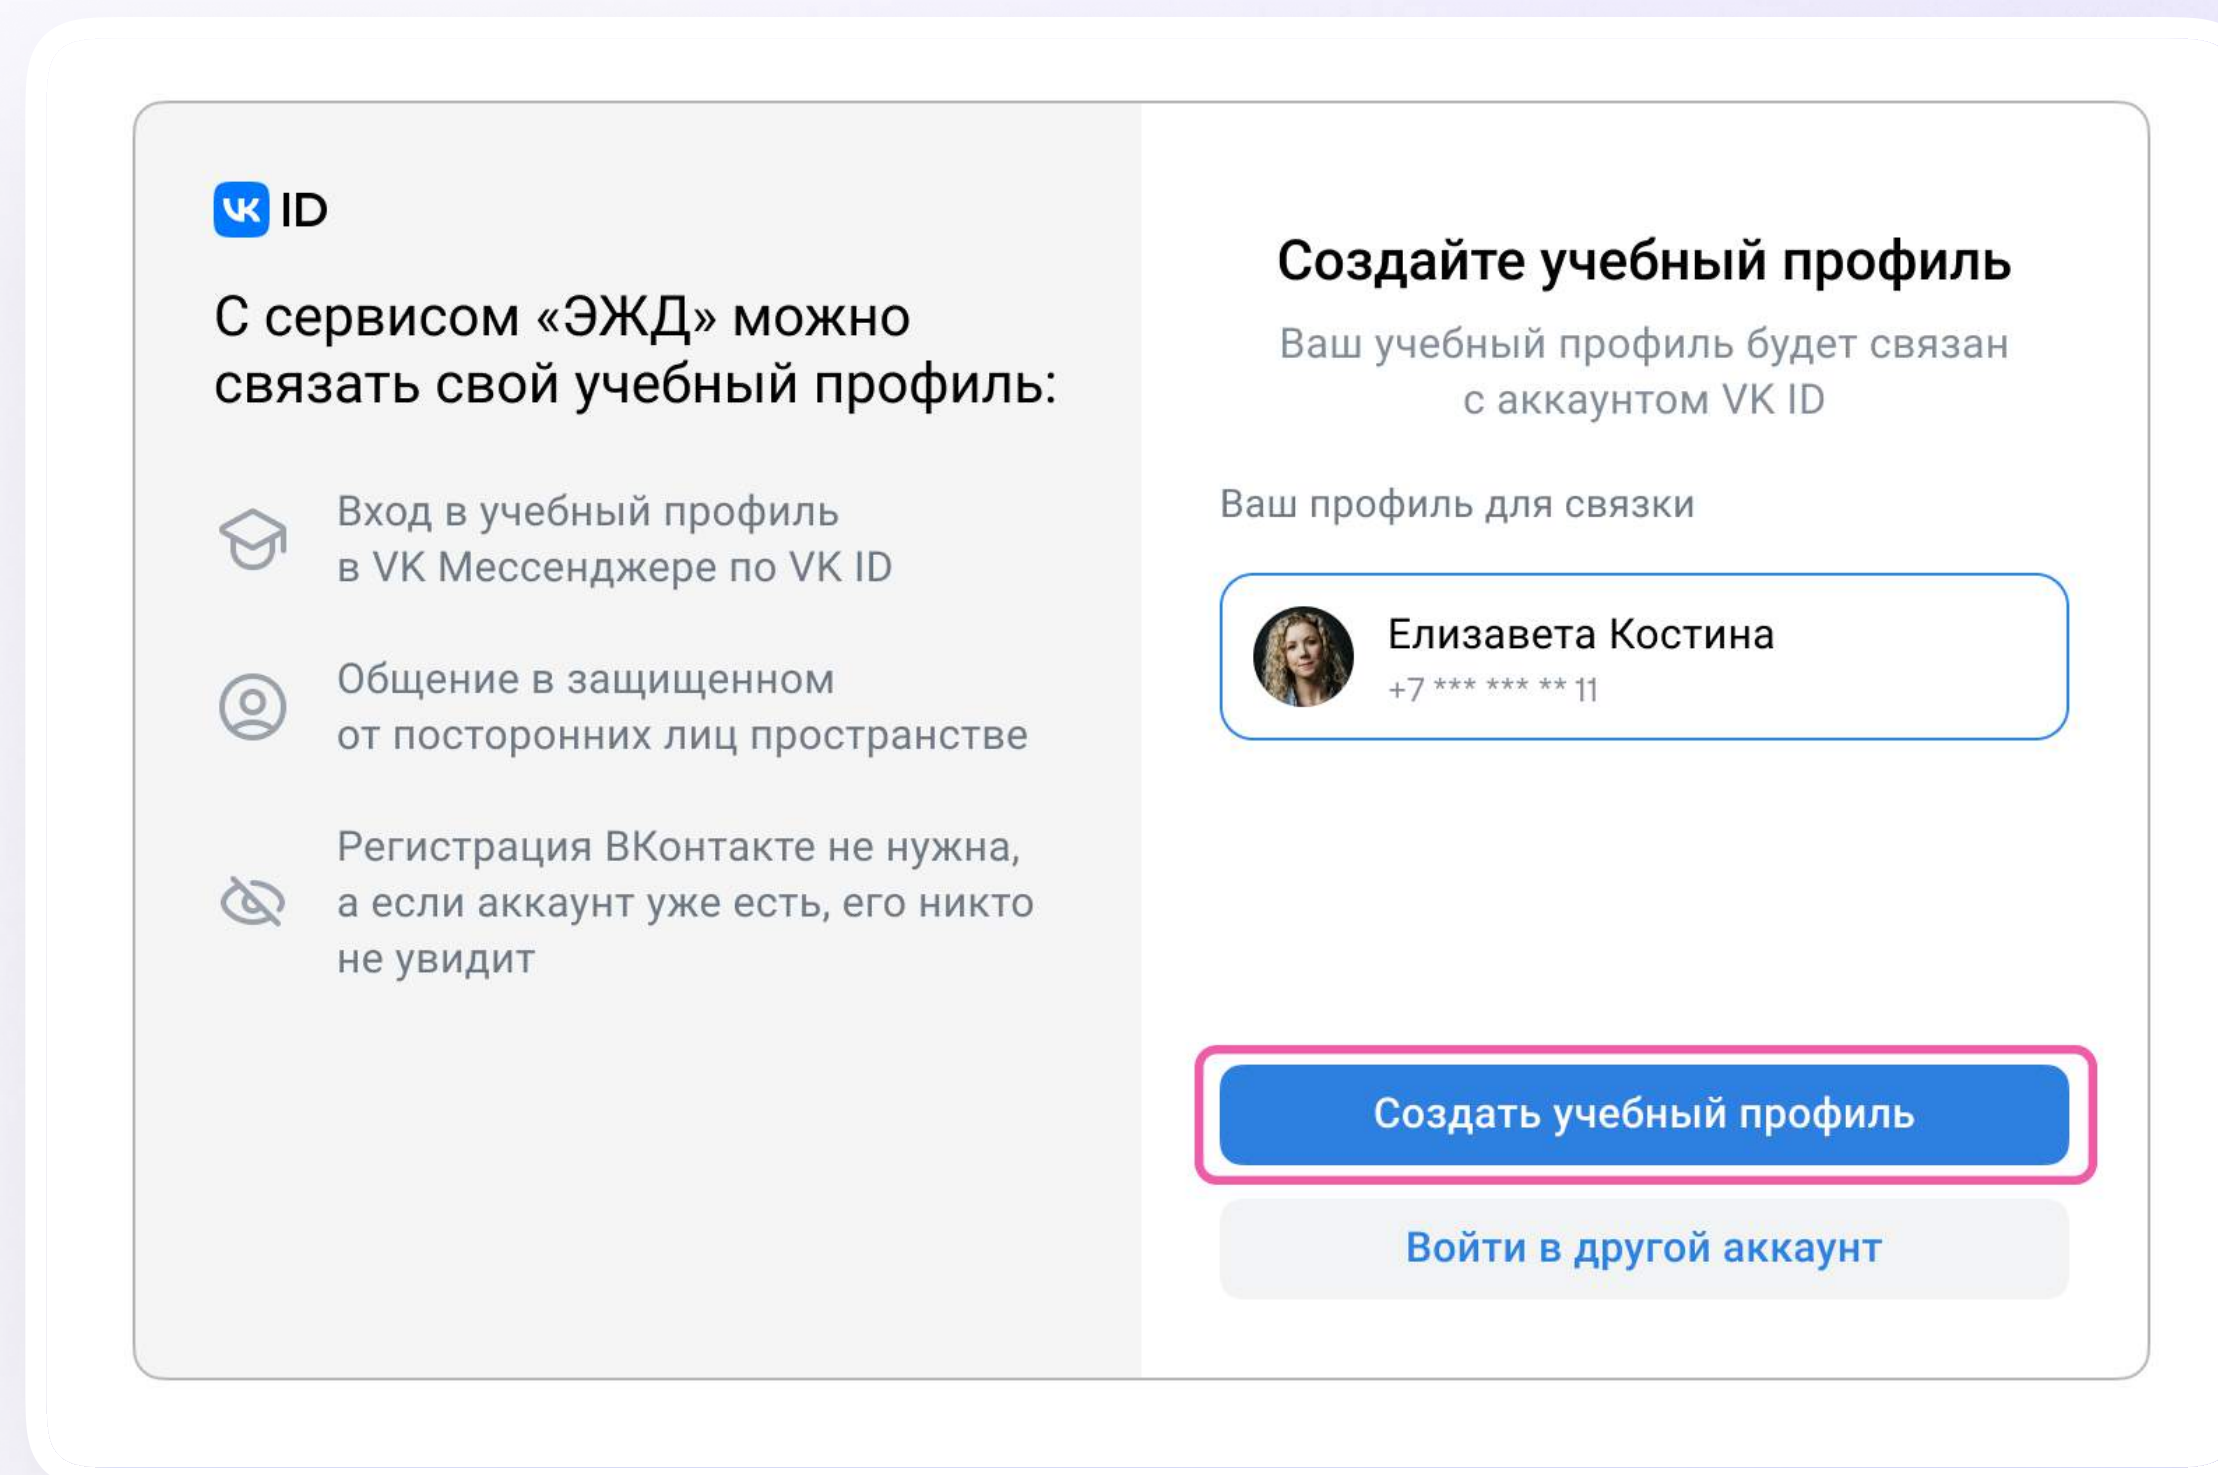 VK ID
С сервисом «ЭЖД» можно
связать свой учебный профиль:
Вход в учебный профиль
в VK Мессенджере по VK ID
Общение в защищенном
от посторонних лиц пространстве
Регистрация ВКонтакте не нужна,
а если аккаунт уже есть, его никто
не увидит
Создайте учебный профиль
Ваш учебный профиль будет связан
с аккаунтом VK ID
Ваш профиль для связки
Елизавета Костина
+7 *** *** ** 11
Создать учебный профиль
Войти в другой аккаунт